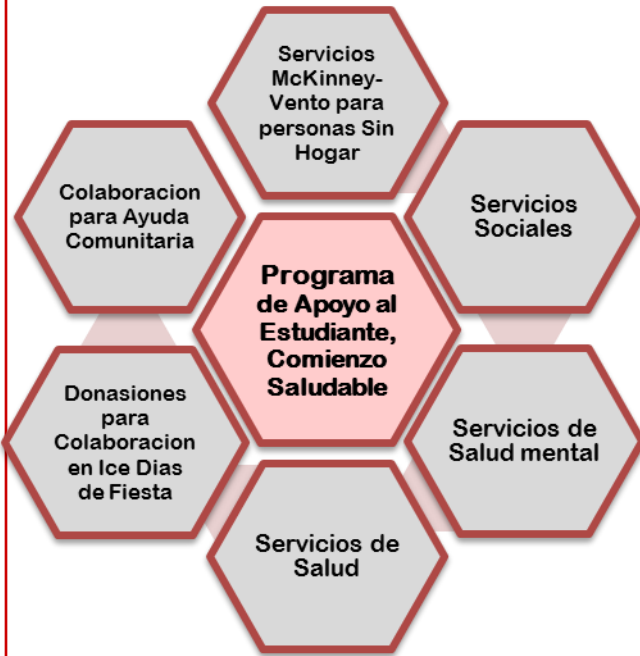 Servicios
McKinney-
Vento para
personas Sin
Hogar
Servicios
Sociales
Servicios de
Salud mental
Servicios de
Salud
Donasiones
para
Colaboracion
en Ice Dias
de Fiesta
Colaboracion
para Ayuda
Comunitaria
Programa
de Apoyo al
Estudiante,
Comienzo
Saludable